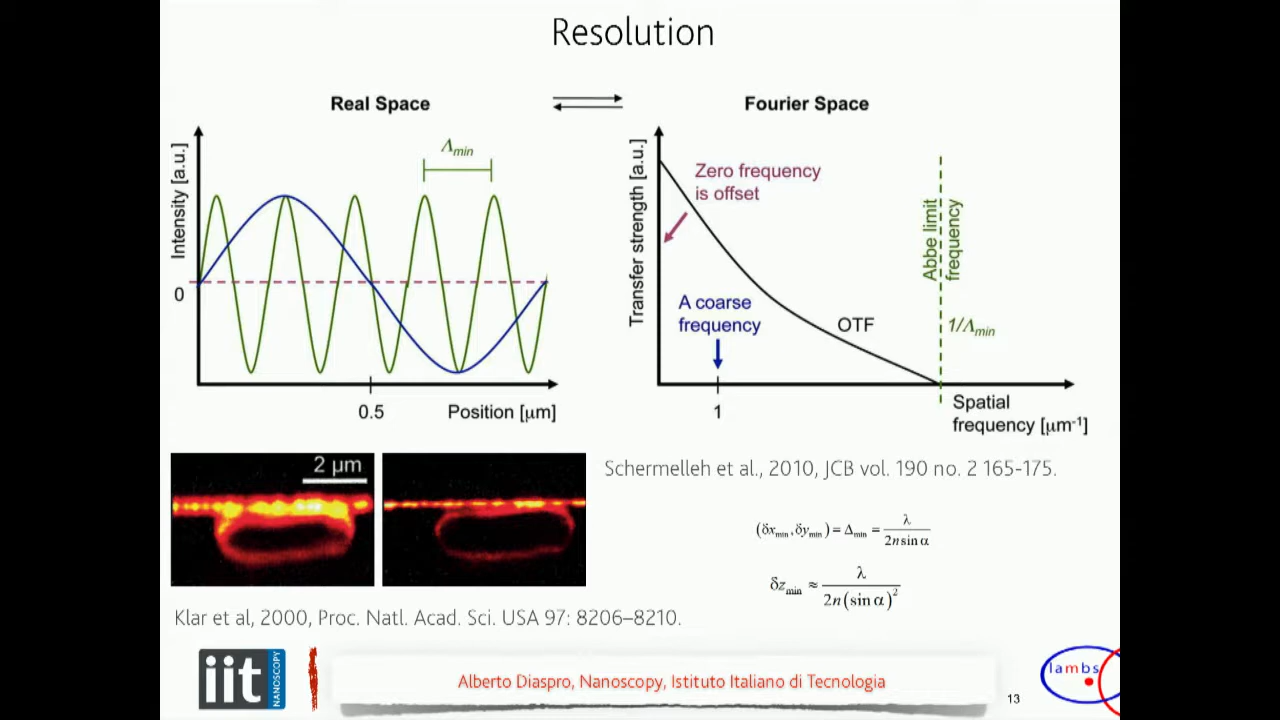 Resolution
Real Space
Fourier Space
Intensity [a.u.]
Λmin
0
0.5
Position [µm]
Transfer strength [a.u.]
Zero frequency
is offset
A coarse
frequency
OTF
Abbe limit
frequency
1/Λmin
1
Spatial
frequency [µm⁻¹]
2 µm
Schermelleh et al., 2010, JCB vol. 190 no. 2 165-175.
(δxmin, δymin) = Δmin = λ / 2n sin α
δzmin ≈ λ / 2n(sin α)²
Klar et al, 2000, Proc. Natl. Acad. Sci. USA 97: 8206–8210.
iit
NANOSCOPY
Alberto Diaspro, Nanoscopy, Istituto Italiano di Tecnologia
13
lambs